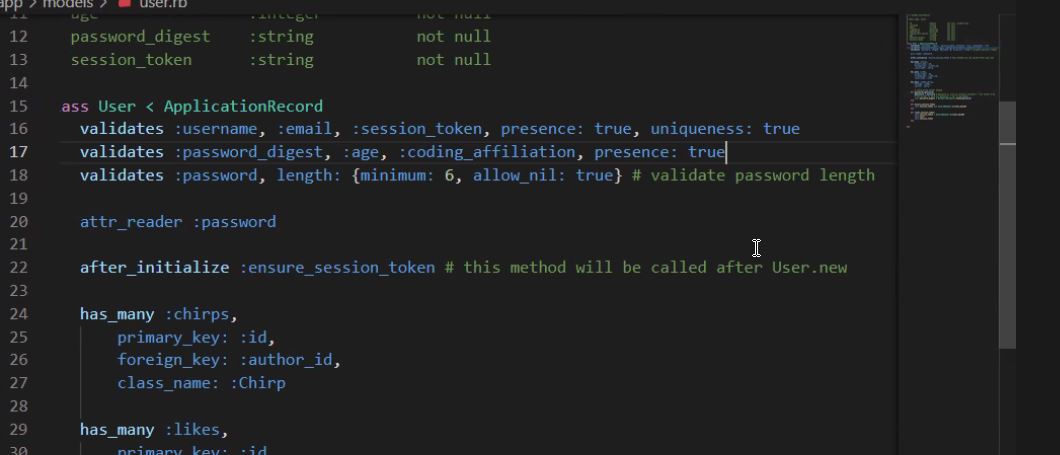 app > models > user.rb
11 age :integer not null
12 password_digest :string not null
13 session_token :string not null
14
15 ass User < ApplicationRecord
16 validates :username, :email, :session_token, presence: true, uniqueness: true
17 validates :password_digest, :age, :coding_affiliation, presence: true
18 validates :password, length: {minimum: 6, allow_nil: true} # validate password length
19
20 attr_reader :password
21
22 after_initialize :ensure_session_token # this method will be called after User.new
23
24 has_many :chirps,
25 primary_key: :id,
26 foreign_key: :author_id,
27 class_name: :Chirp
28
29 has_many :likes,
30 primary_key: :id